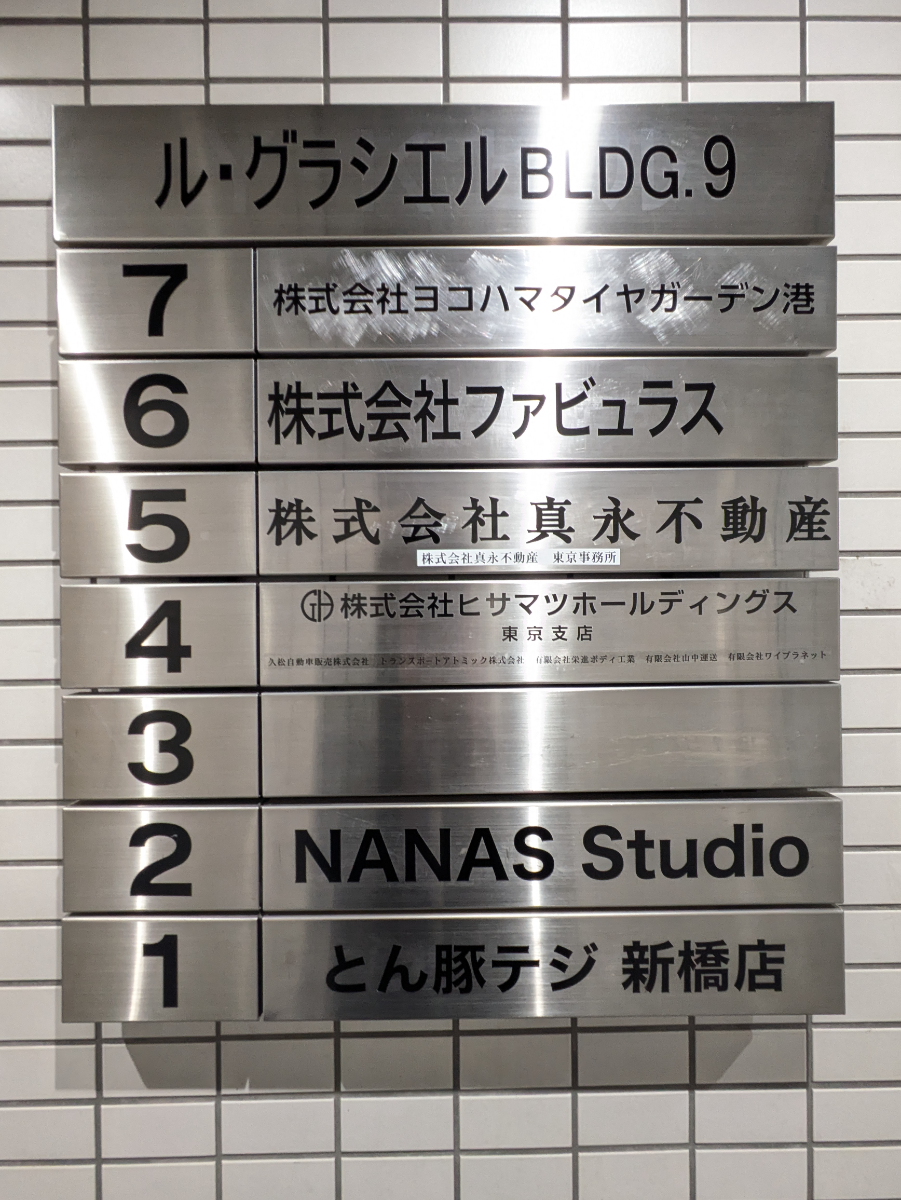 ル・グラシエルBLDG.9
7 株式会社ヨコハマタイヤガーデン港
6 株式会社ファビュラス
5 株式会社真永不動産
株式会社真永不動産 東京事務所
4 株式会社ヒサマツホールディングス
東京支店
久松自動車販売株式会社 トランスポートアトミック株式会社 有限会社栄進ボディ工業 有限会社山中運送 有限会社ワイプラネット
3
2 NANAS Studio
1 とん豚テジ 新橋店